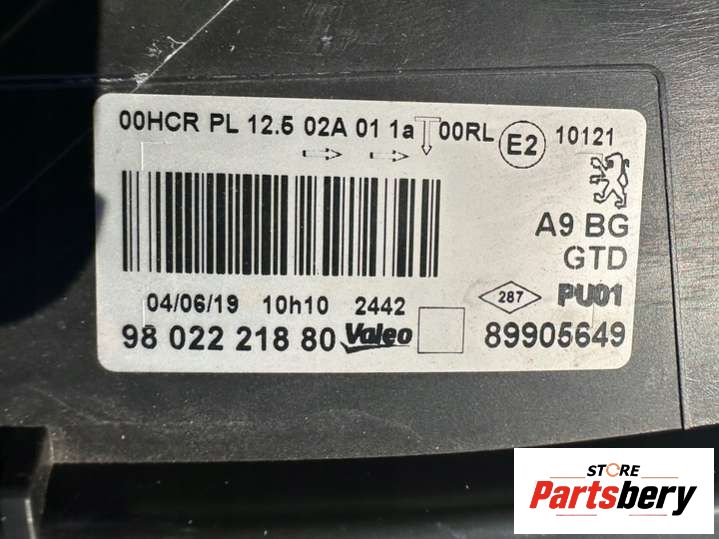 00HCR PL 12.5 02A 01 1a 00RL E2 10121
A9 BG
GTD
04/06/19 10h10 2442 287 PU01
98 022 218 80 Valeo 89905649
STORE
Partsbery